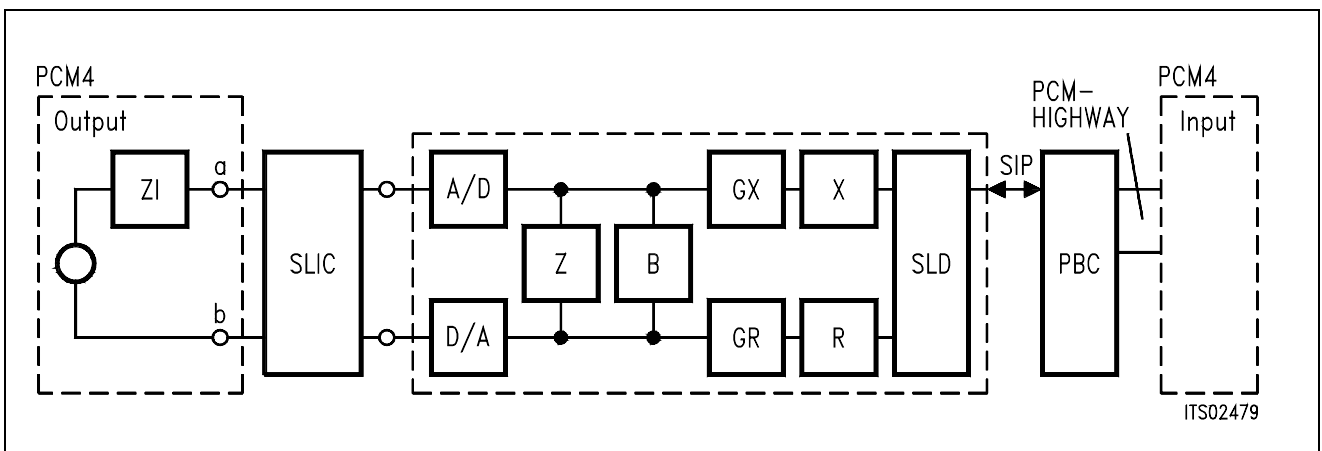 PCM4
Output
ZI
a
b
SLIC
A/D
D/A
Z
B
GX
X
GR
R
SLD
SIP
PBC
PCM-
HIGHWAY
PCM4
Input
ITS02479